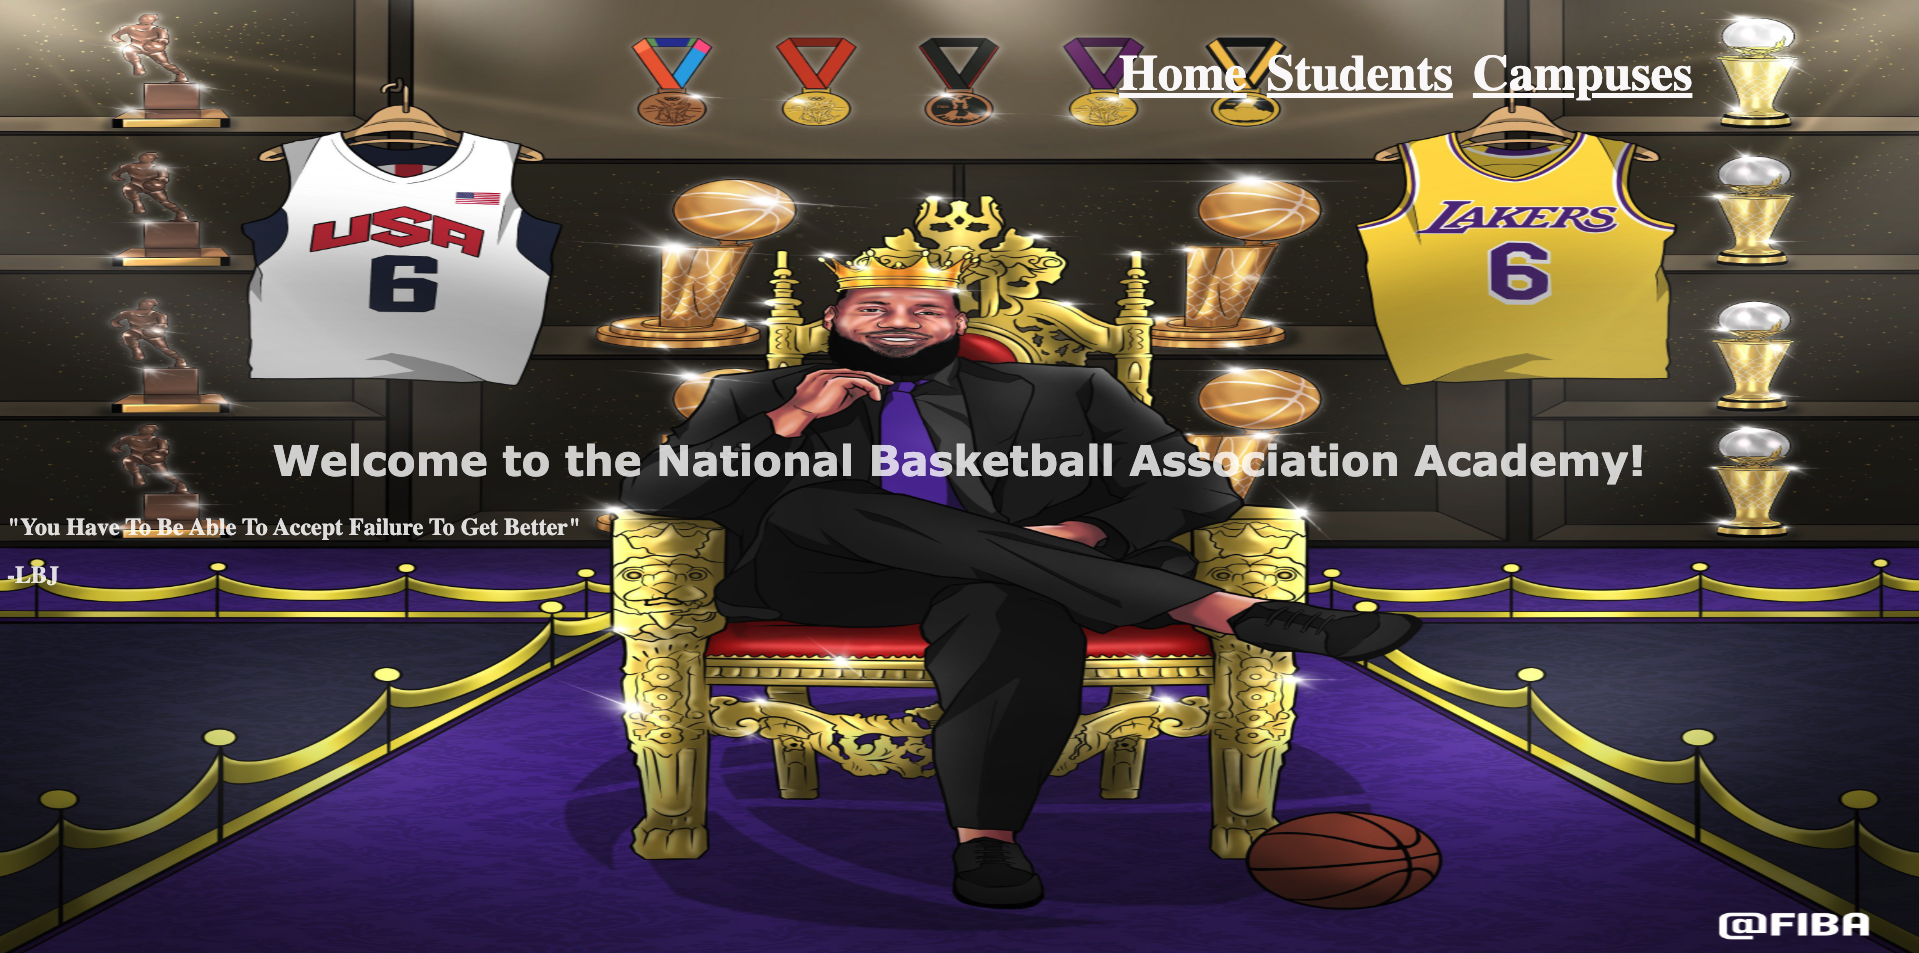 Home Students Campuses
USA
6
LAKERS
6
Welcome to the National Basketball Association Academy!
"You Have To Be Able To Accept Failure To Get Better"
-LBJ
@FIBA